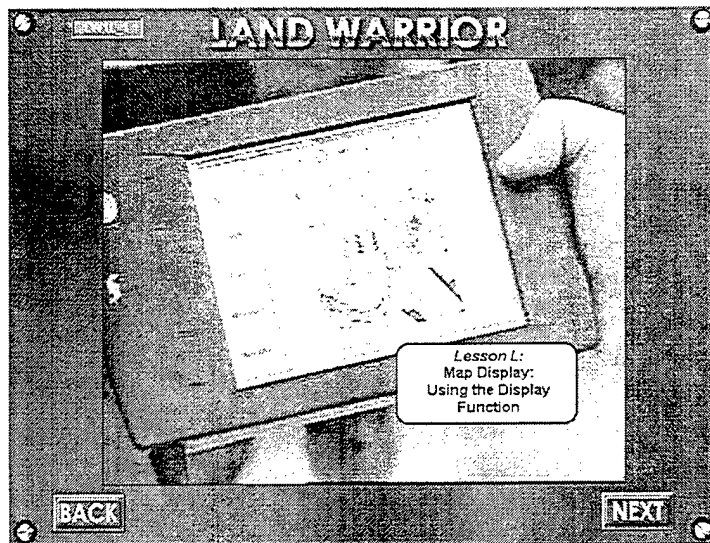 LAND WARRIOR
Lesson L:
Map Display:
Using the Display
Function
BACK
NEXT